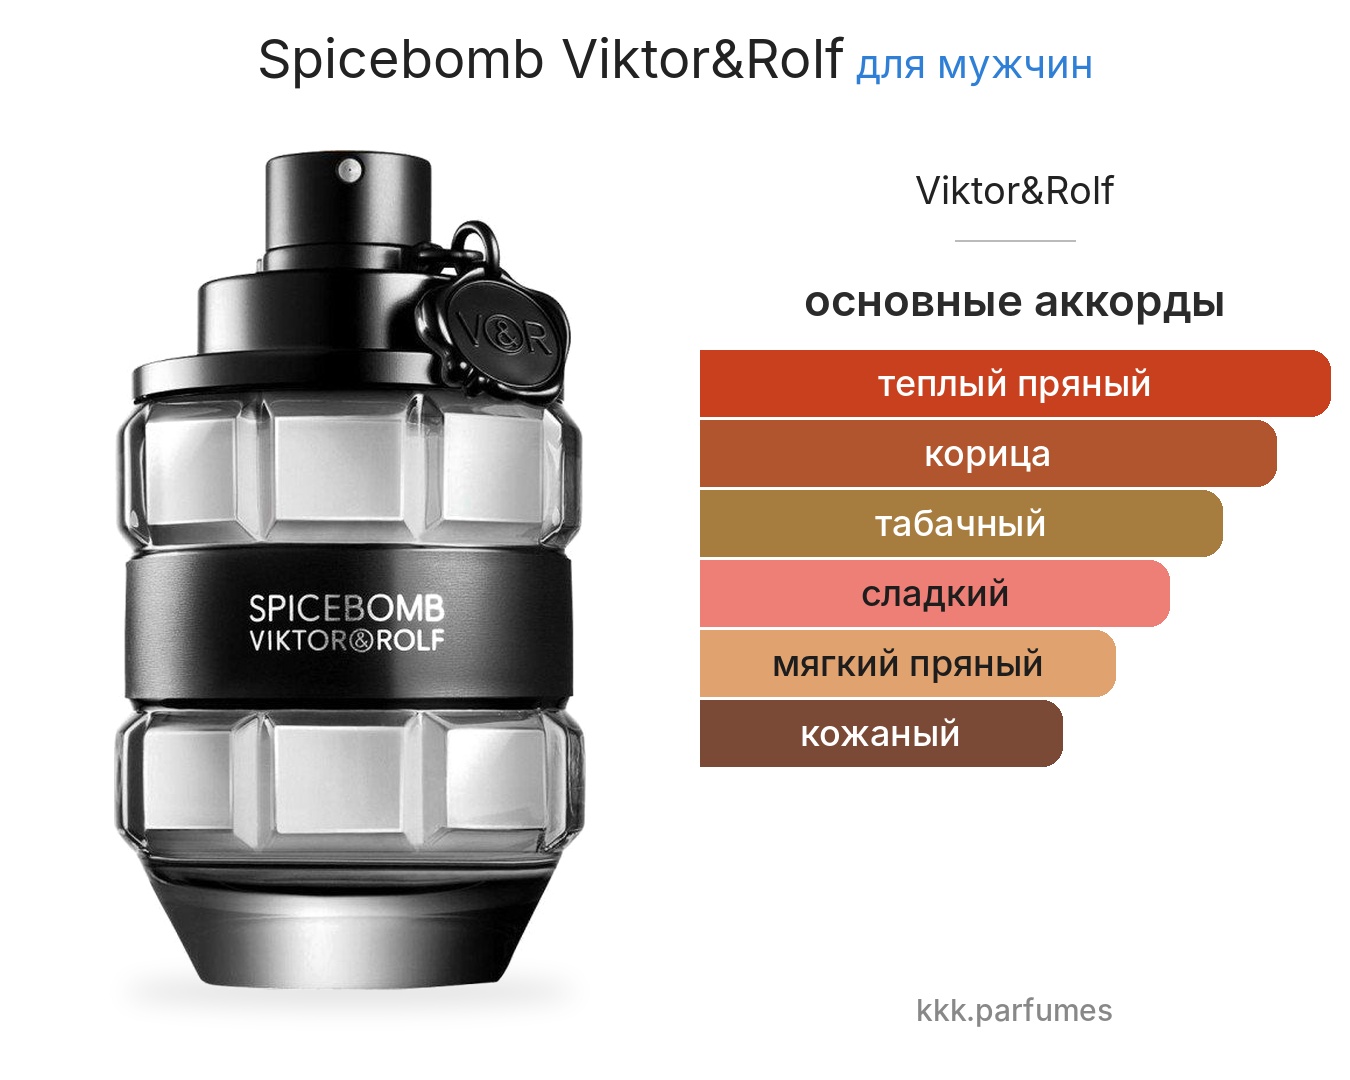 Spicebomb Viktor&Rolf для мужчин
V&R
SPICEBOMB
VIKTOR&ROLF
Viktor&Rolf
основные аккорды
теплый пряный
корица
табачный
сладкий
мягкий пряный
кожаный
kkk.parfumes